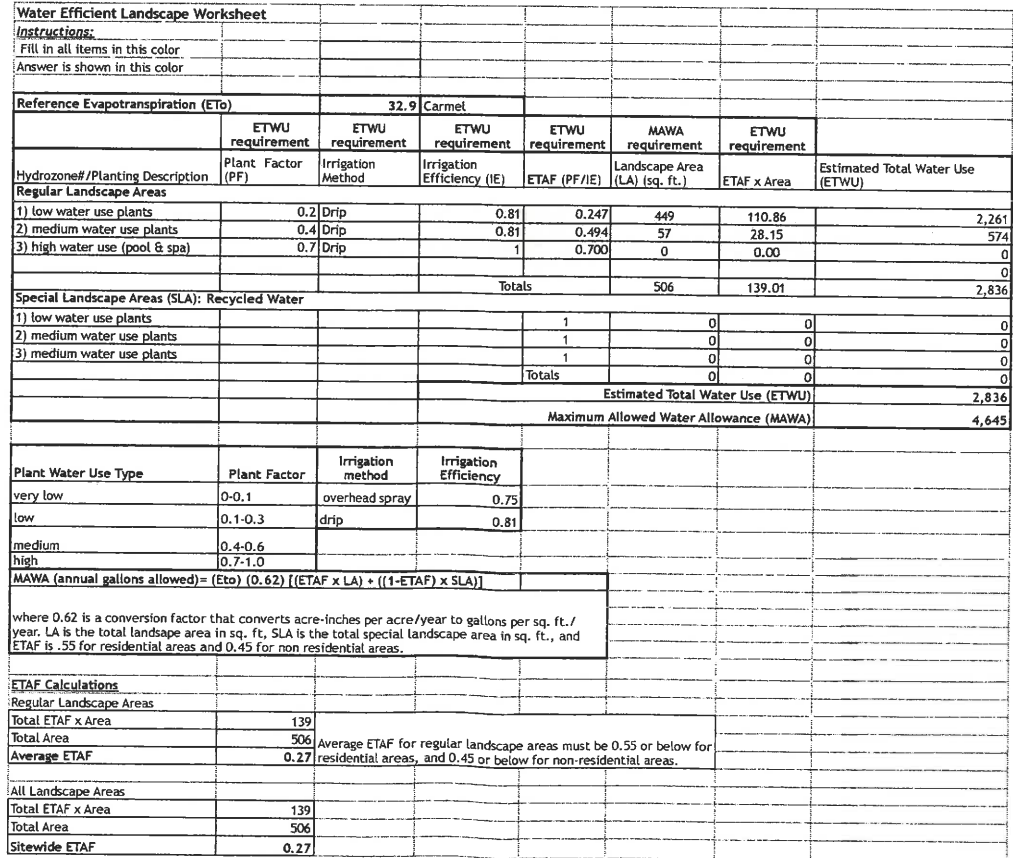 Water Efficient Landscape Worksheet
Instructions:
Fill in all items in this color
Answer is shown in this color
Reference Evapotranspiration (ETo) 32.9 Carmel
ETWU requirement ETWU requirement ETWU requirement ETWU requirement MAWA requirement ETWU requirement
Hydrozone#/Planting Description Plant Factor (PF) Irrigation Method Irrigation Efficiency (IE) ETAF (PF/IE) Landscape Area (LA) (sq. ft.) ETAF x Area Estimated Total Water Use (ETWU)
Regular Landscape Areas
1) low water use plants 0.2 Drip 0.81 0.247 449 110.86 2,261
2) medium water use plants 0.4 Drip 0.81 0.494 57 28.15 574
3) high water use (pool & spa) 0.7 Drip 1 0.700 0 0.00 0
0
Totals 506 139.01 2,836
Special Landscape Areas (SLA): Recycled Water
1) low water use plants 1 0 0 0
2) medium water use plants 1 0 0 0
3) medium water use plants 1 0 0 0
Totals 0 0 0
Estimated Total Water Use (ETWU) 2,836
Maximum Allowed Water Allowance (MAWA) 4,645
Plant Water Use Type Plant Factor Irrigation method Irrigation Efficiency
very low 0-0.1 overhead spray 0.75
low 0.1-0.3 drip 0.81
medium 0.4-0.6
high 0.7-1.0
MAWA (annual gallons allowed)= (Eto) (0.62) [(ETAF x LA) + ((1-ETAF) x SLA)]
where 0.62 is a conversion factor that converts acre-inches per acre/year to gallons per sq. ft./
year. LA is the total landsape area in sq. ft, SLA is the total special landscape area in sq. ft., and
ETAF is .55 for residential areas and 0.45 for non residential areas.
ETAF Calculations
Regular Landscape Areas
Total ETAF x Area 139
Total Area 506
Average ETAF 0.27
Average ETAF for regular landscape areas must be 0.55 or below for
residential areas, and 0.45 or below for non-residential areas.
All Landscape Areas
Total ETAF x Area 139
Total Area 506
Sitewide ETAF 0.27